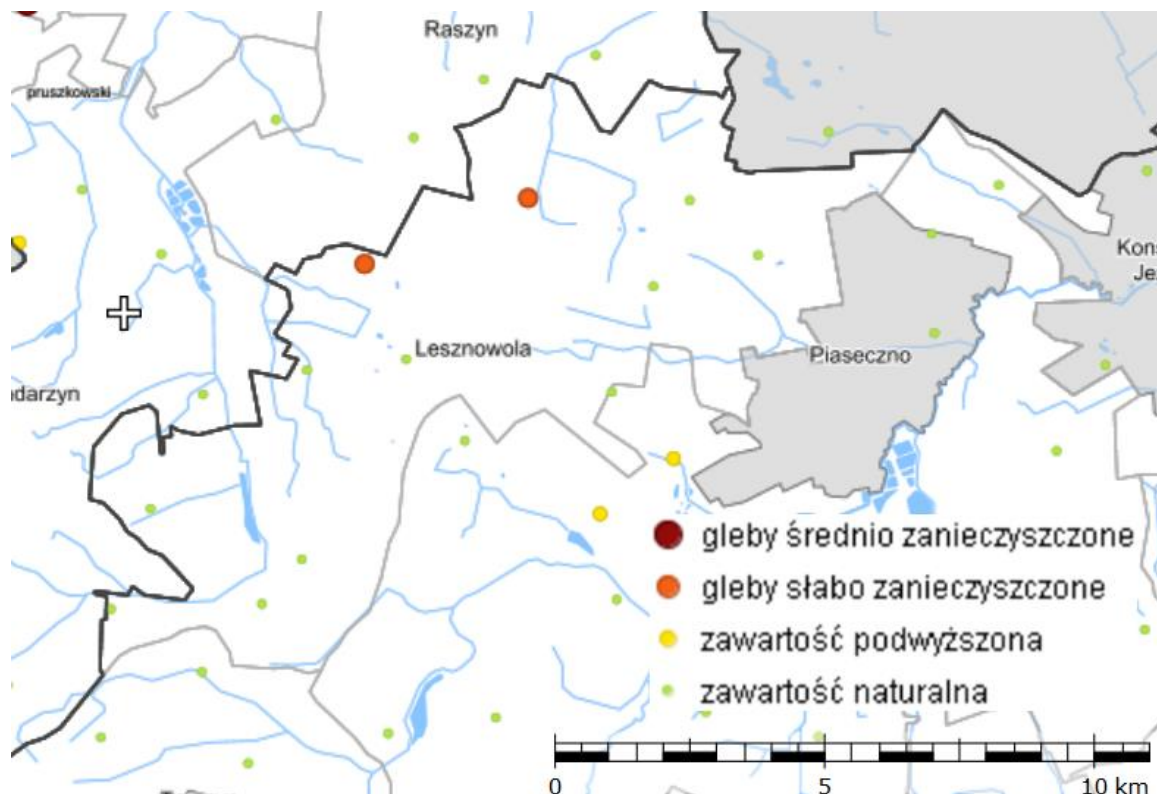 Raszyn
pruszkowski
Kons
Je
Lesznowola
Piaseczno
darzyn
gleby średnio zanieczyszczone
gleby słabo zanieczyszczone
zawartość podwyższona
zawartość naturalna
0 5 10 km